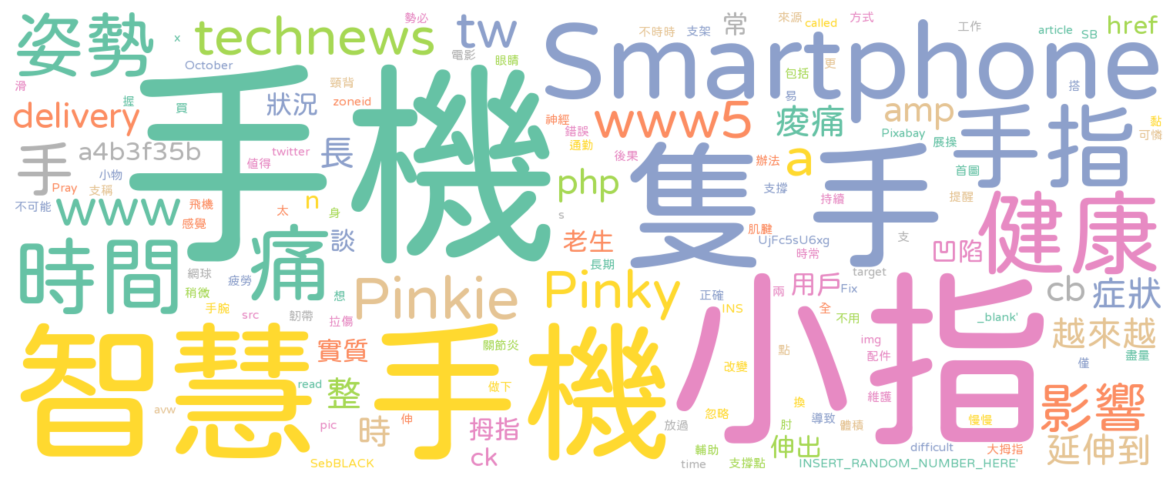 姿勢
x
technews
tw
勢必
電影
眼睛
Smartphone
不時時
支架
常
來源
called
方式
更
工作
article
SB
href
October
滑
握
買
頸背
zoneid
狀況
手機
delivery
a4b3f35b
值得
twitter
長
神經
錯誤
通勤
www5
後果
包括
易
痠痛
amp
Pixabay
展操
首圖
搭
手指
黏
可憐
手
Pray
小物
支稱
不可能
www
飛機
感覺
太
n
身
談
php
s
老生
長期
隻手
辦法
a
支撐
持續
肌腱
UjFc5sU6xg
時常
支
提醒
凹陷
健康
時間
網球
稍微
疲勞
手腕
src
痛
想
韌帶
拉傷
Pinkie
Pinky
正確
INS
兩
用戶
Fix
全
target
不用
cb
症狀
_blank'
越來越
盡量
智慧手機
實質
關節炎
read
整
做下
avw
pic
時
伸
拇指
ck
SebBLACK
小指
改變
點
img
配件
維護
僅
影響
忽略
換
導致
肘
體積
放過
伸出
輔助
支撐點
time
慢慢
difficult
大拇指
延伸到
INSERT_RANDOM_NUMBER_HERE'